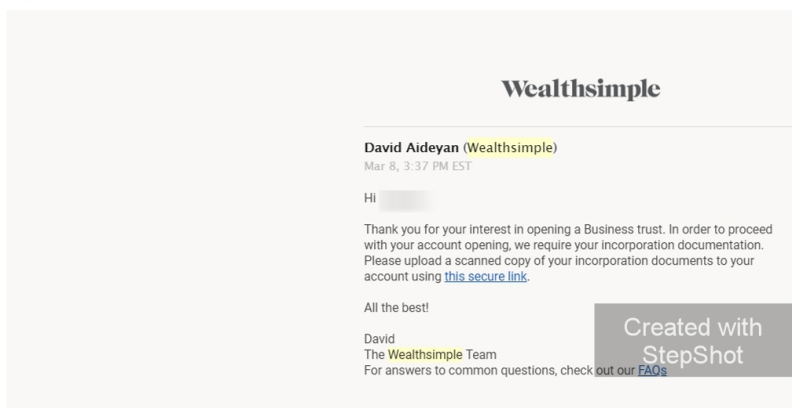 Wealthsimple
David Aideyan (Wealthsimple)
Mar 8, 3:37 PM EST
Hi
Thank you for your interest in opening a Business trust. In order to proceed
with your account opening, we require your incorporation documentation.
Please upload a scanned copy of your incorporation documents to your
account using this secure link.
All the best!
David
The Wealthsimple Team
For answers to common questions, check out our FAQs
Created with
StepShot